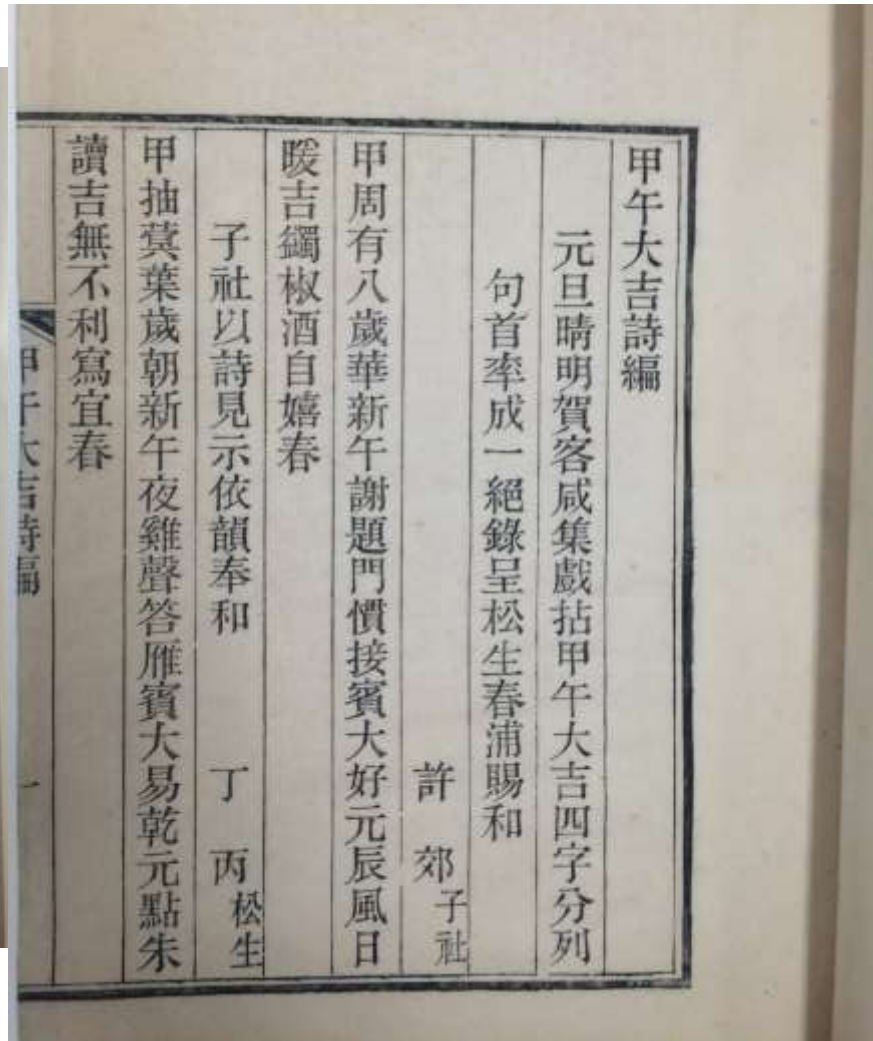 甲午大吉詩編
元旦晴明賀客咸集戲拈甲午大吉四字分列
句首率成一絕錄呈松生春浦賜和
許郊子社
甲周有八歲華新午謝題門慣接賓大好元辰風日
暖吉蠲椒酒自嬉春
子社以詩見示依韻奉和 丁丙松生
甲抽蓂葉歲朝新午夜雞聲答雁賓大易乾元點朱
讀吉無不利寫宜春
甲午大吉詩編 一